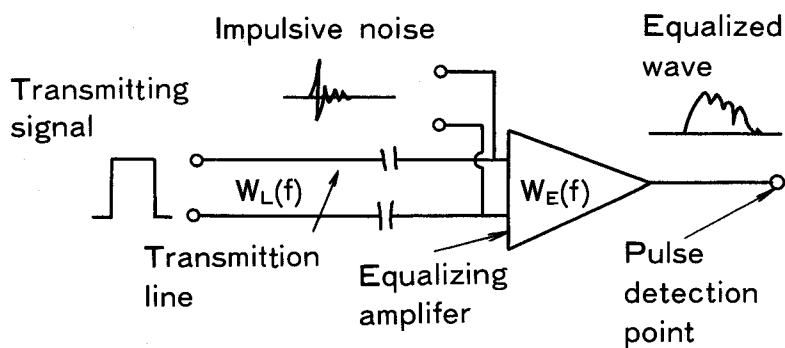 Impulsive noise
Equalized
wave
Transmitting
signal
W_L(f)
W_E(f)
Transmittion
line
Equalizing
amplifer
Pulse
detection
point